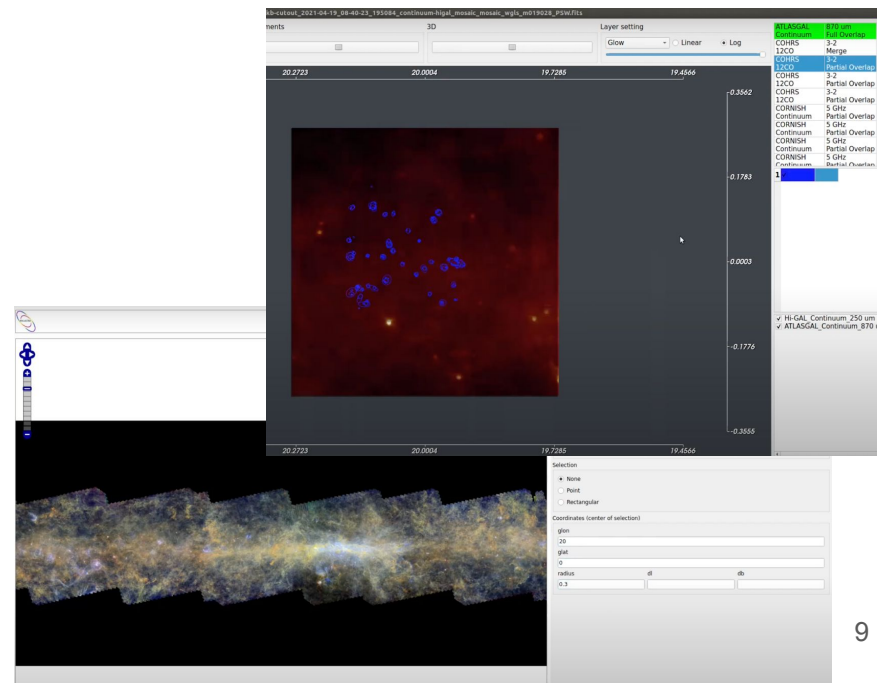 kb-cutout_2021-04-19_08-40-23_195084_continuum-higal_mosaic_mosaic_wgls_m019028_PSW.fits
ments 3D Layer setting
Glow Linear Log
20.2723 20.0004 19.7285 19.4566
0.3562
0.1783
0.0003
-0.1776
-0.3555
20.2723 20.0004 19.7285 19.4566
ATLASGAL 870 um
Continuum Full Overlap
COHRS 3-2
12CO Merge
COHRS 3-2
12CO Partial Overlap
COHRS 3-2
12CO Partial Overlap
COHRS 3-2
12CO Partial Overlap
CORNISH 5 GHz
Continuum Partial Overlap
CORNISH 5 GHz
Continuum Partial Overlap
CORNISH 5 GHz
Continuum Partial Overlap
CORNISH 5 GHz
Continuum Partial Overlap
1
Hi-GAL_Continuum_250 um
ATLASGAL_Continuum_870
Selection
None
Point
Rectangular
Coordinates (center of selection)
glon
20
glat
0
radius dl db
0.3
9